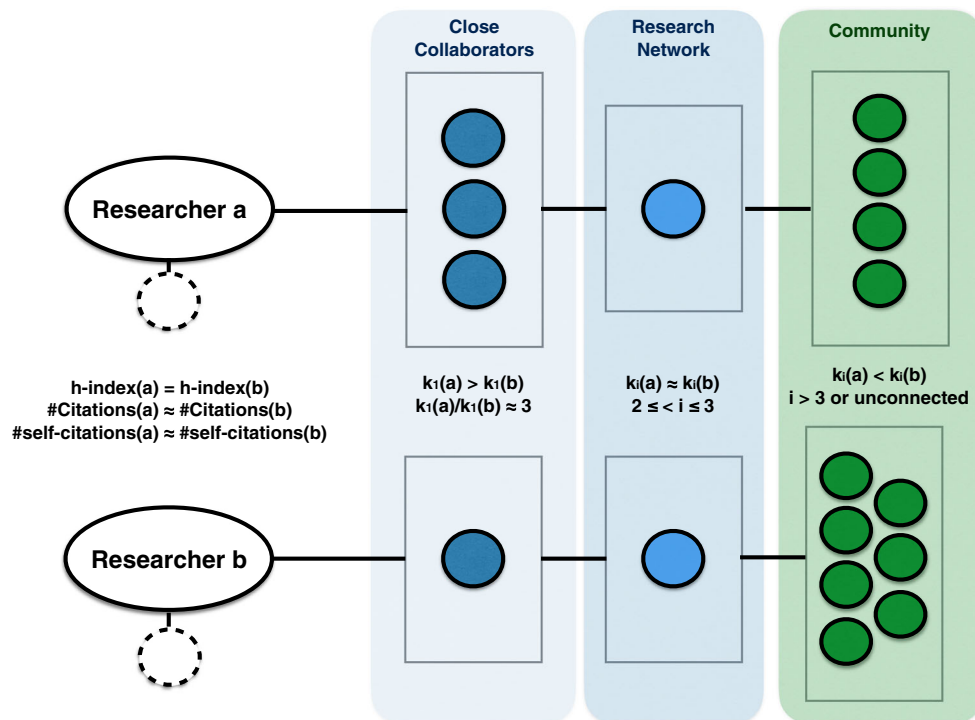 Close
Collaborators
Research
Network
Community
Researcher a
h-index(a) = h-index(b)
#Citations(a) ≈ #Citations(b)
#self-citations(a) ≈ #self-citations(b)
k₁(a) > k₁(b)
k₁(a)/k₁(b) ≈ 3
kᵢ(a) ≈ kᵢ(b)
2 ≤ < i ≤ 3
kᵢ(a) < kᵢ(b)
i > 3 or unconnected
Researcher b